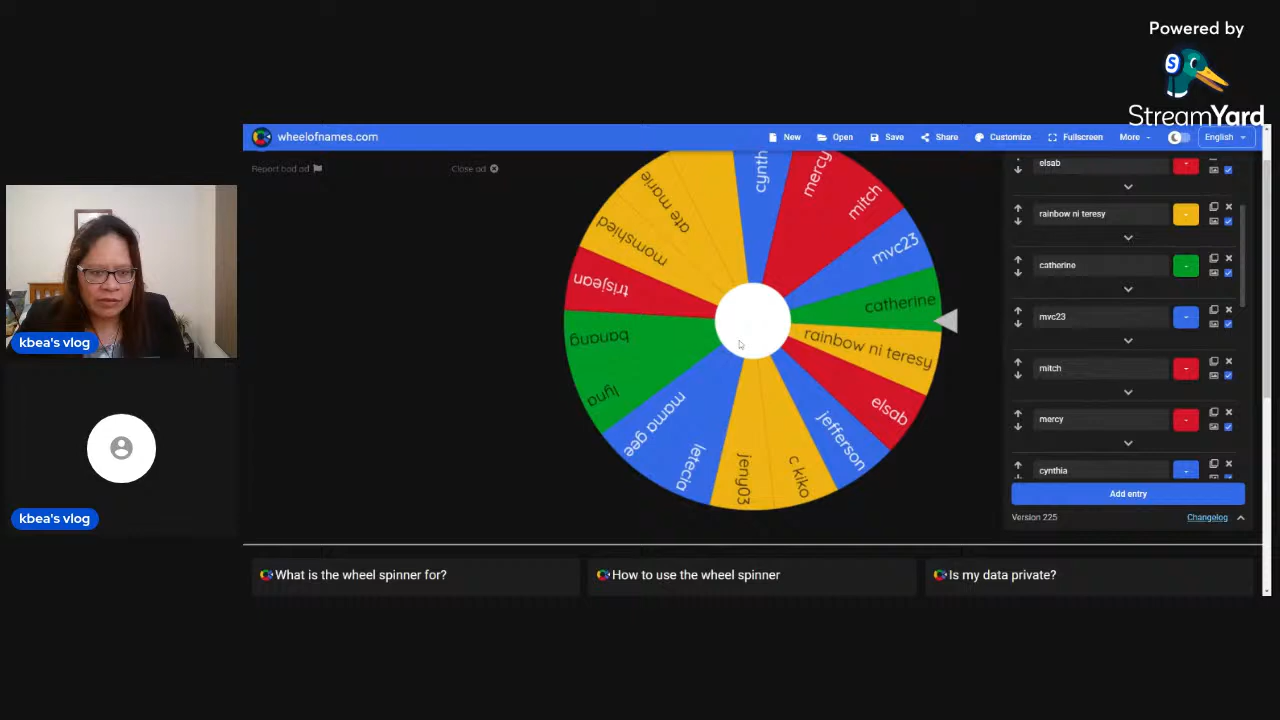 Powered by
StreamYard
wheelofnames.com
New
Open
Save
Share
Customize
Fullscreen
More
English
Report bad ad
Close ad
cynth
mercy
mitch
mvc23
catherine
rainbow ni teresy
elsab
jefferson
c kiko
jeny03
letecia
mama gee
lyna
banang
trisjean
momshied
ate marie
elsab
rainbow ni teresy
catherine
mvc23
mitch
mercy
cynthia
Add entry
Version 225
Changelog
kbea's vlog
kbea's vlog
What is the wheel spinner for?
How to use the wheel spinner
Is my data private?